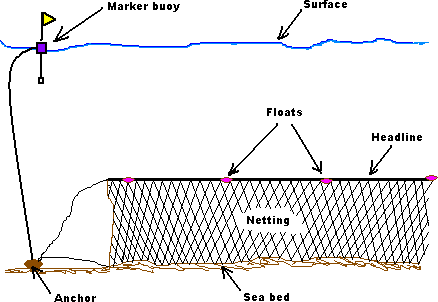 Marker buoy
Surface
Floats
Headline
Netting
Anchor
Sea bed